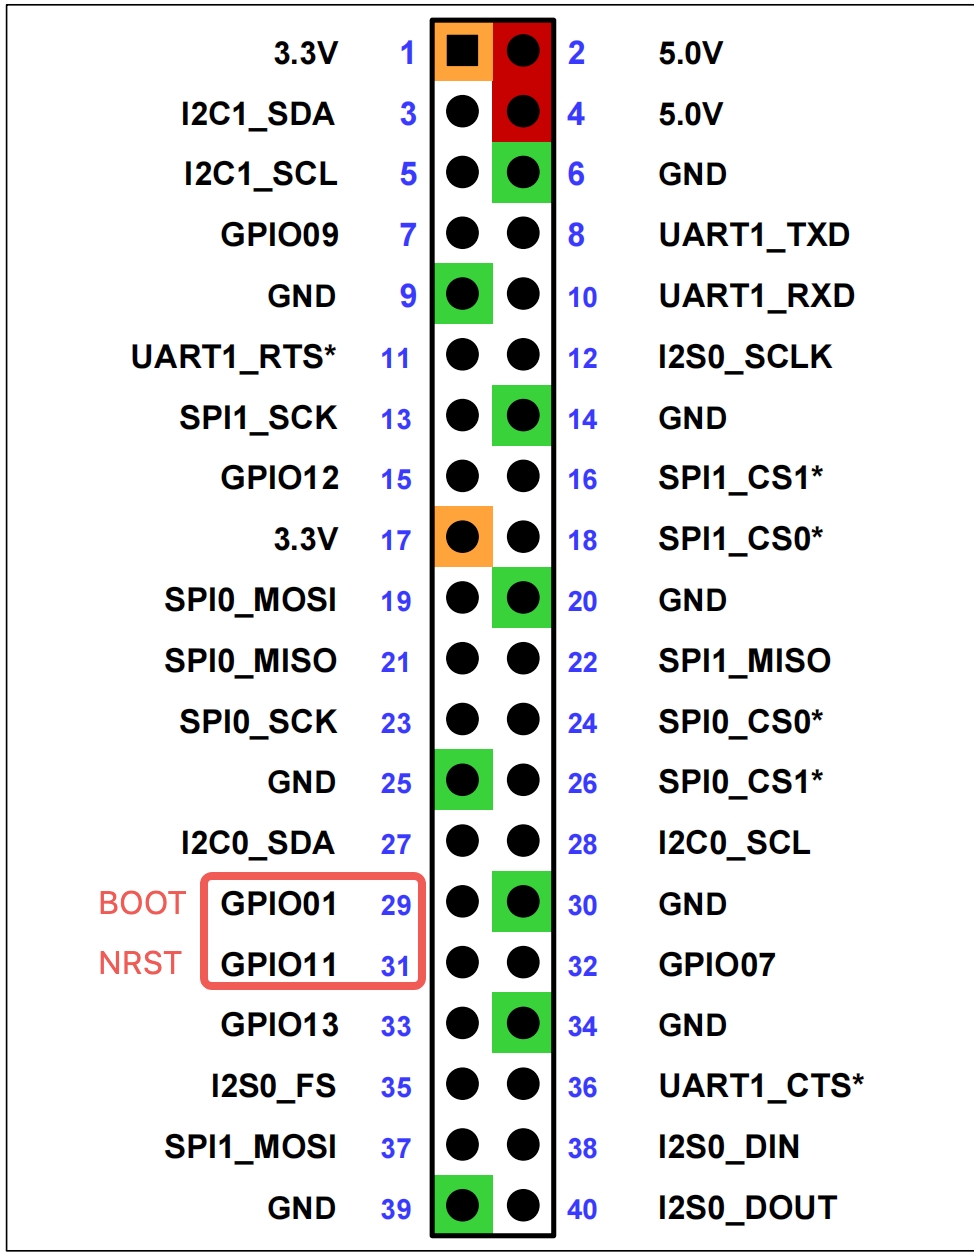 3.3V 1 2 5.0V
I2C1_SDA 3 4 5.0V
I2C1_SCL 5 6 GND
GPIO09 7 8 UART1_TXD
GND 9 10 UART1_RXD
UART1_RTS* 11 12 I2S0_SCLK
SPI1_SCK 13 14 GND
GPIO12 15 16 SPI1_CS1*
3.3V 17 18 SPI1_CS0*
SPI0_MOSI 19 20 GND
SPI0_MISO 21 22 SPI1_MISO
SPI0_SCK 23 24 SPI0_CS0*
GND 25 26 SPI0_CS1*
I2C0_SDA 27 28 I2C0_SCL
BOOT GPIO01 29 30 GND
NRST GPIO11 31 32 GPIO07
GPIO13 33 34 GND
I2S0_FS 35 36 UART1_CTS*
SPI1_MOSI 37 38 I2S0_DIN
GND 39 40 I2S0_DOUT